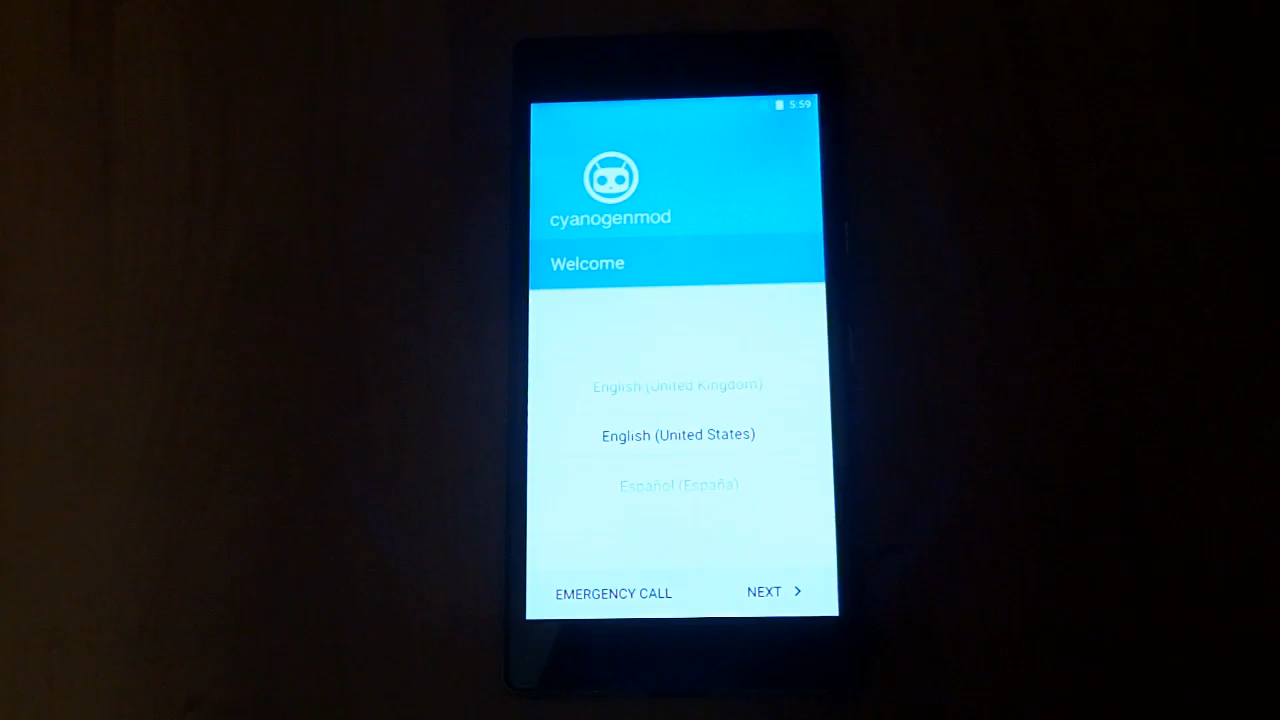 5:59
cyanogenmod
Welcome
English (United Kingdom)
English (United States)
Español (España)
EMERGENCY CALL
NEXT